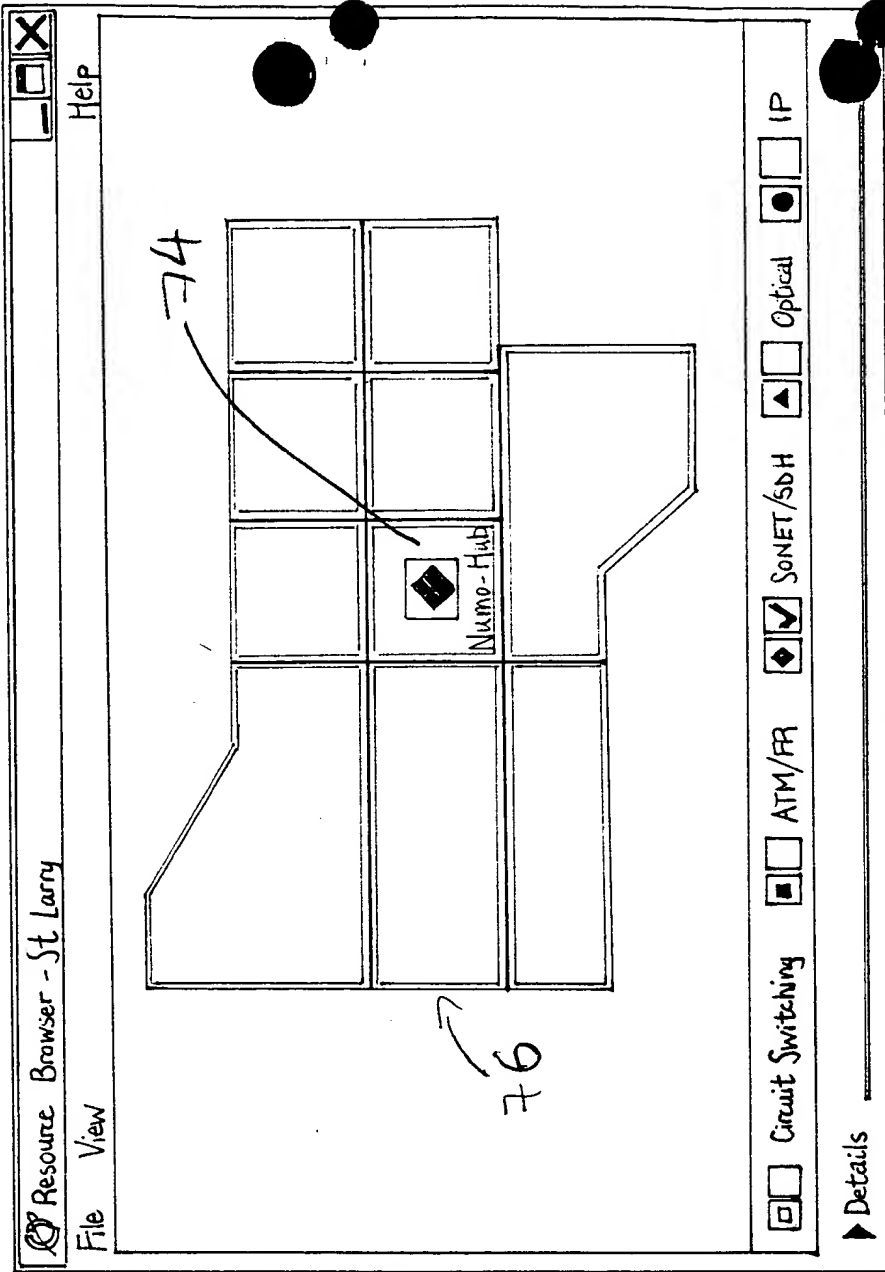 Resource Browser - St Larry
File View Help
74
Numo-Hub
76
Circuit Switching ATM/FR SONET/SDH Optical IP
Details